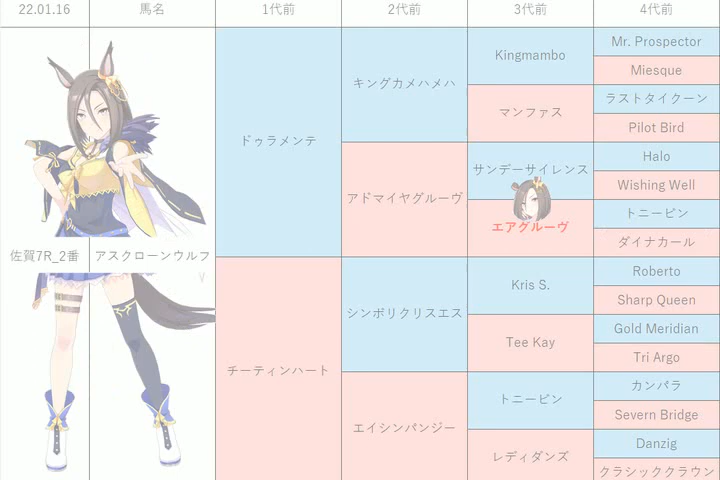 22.01.16 馬名 1代前 2代前 3代前 4代前
佐賀7R_2番 アスクローンウルフ
ドゥラメンテ
チーティンハート
キングカメハメハ
アドマイヤグルーヴ
シンボリクリスエス
エイシンパンジー
Kingmambo
マンファス
サンデーサイレンス
エアグルーヴ
Kris S.
Tee Kay
トニービン
レディダンズ
Mr. Prospector
Miesque
ラストタイクーン
Pilot Bird
Halo
Wishing Well
トニービン
ダイナカール
Roberto
Sharp Queen
Gold Meridian
Tri Argo
カンパラ
Severn Bridge
Danzig
クラシッククラウン